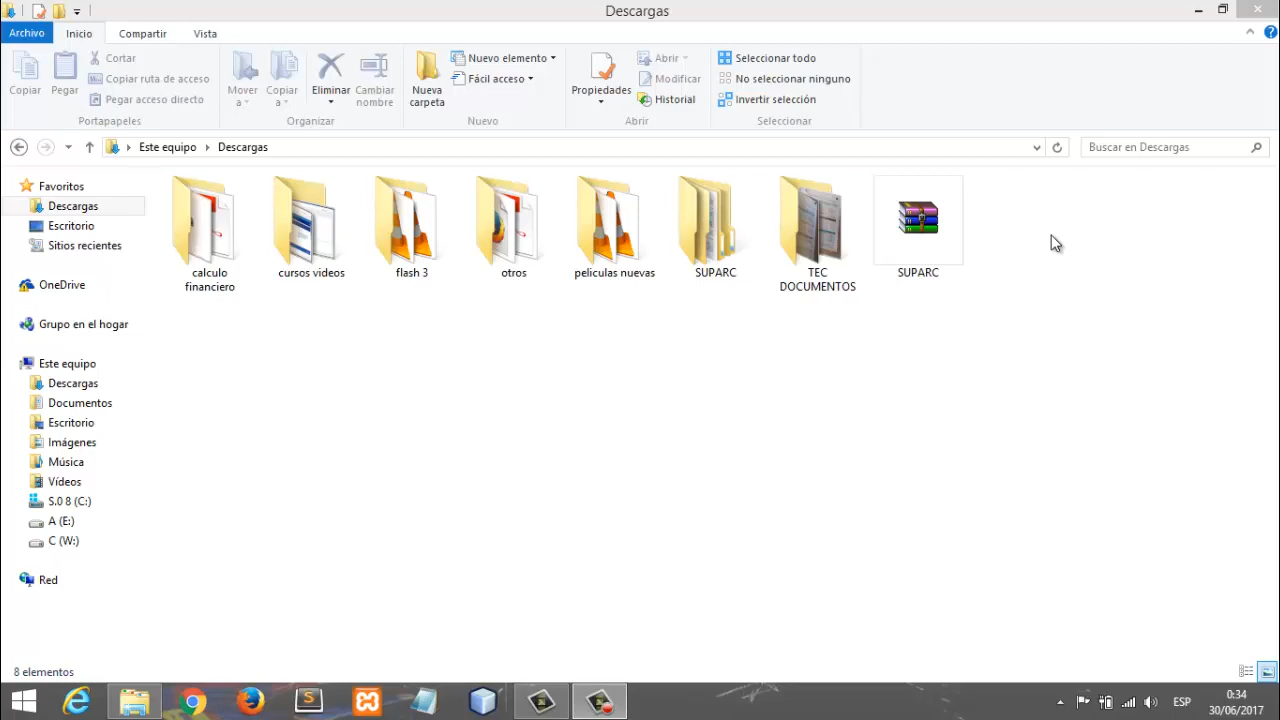 Descargas
Archivo Inicio Compartir Vista
Copiar
Pegar
Cortar
Copiar ruta de acceso
Pegar acceso directo
Portapapeles
Mover a
Copiar a
Eliminar
Cambiar nombre
Organizar
Nueva carpeta
Nuevo elemento
Fácil acceso
Nuevo
Propiedades
Abrir
Modificar
Historial
Abrir
Seleccionar todo
No seleccionar ninguno
Invertir selección
Seleccionar
Este equipo Descargas
Buscar en Descargas
Favoritos
Descargas
Escritorio
Sitios recientes
OneDrive
Grupo en el hogar
Este equipo
Descargas
Documentos
Escritorio
Imágenes
Música
Vídeos
S.0 8 (C:)
A (E:)
C (W:)
Red
calculo
financiero
cursos videos
flash 3
otros
peliculas nuevas
SUPARC
TEC
DOCUMENTOS
SUPARC
8 elementos
ESP
0:34
30/06/2017